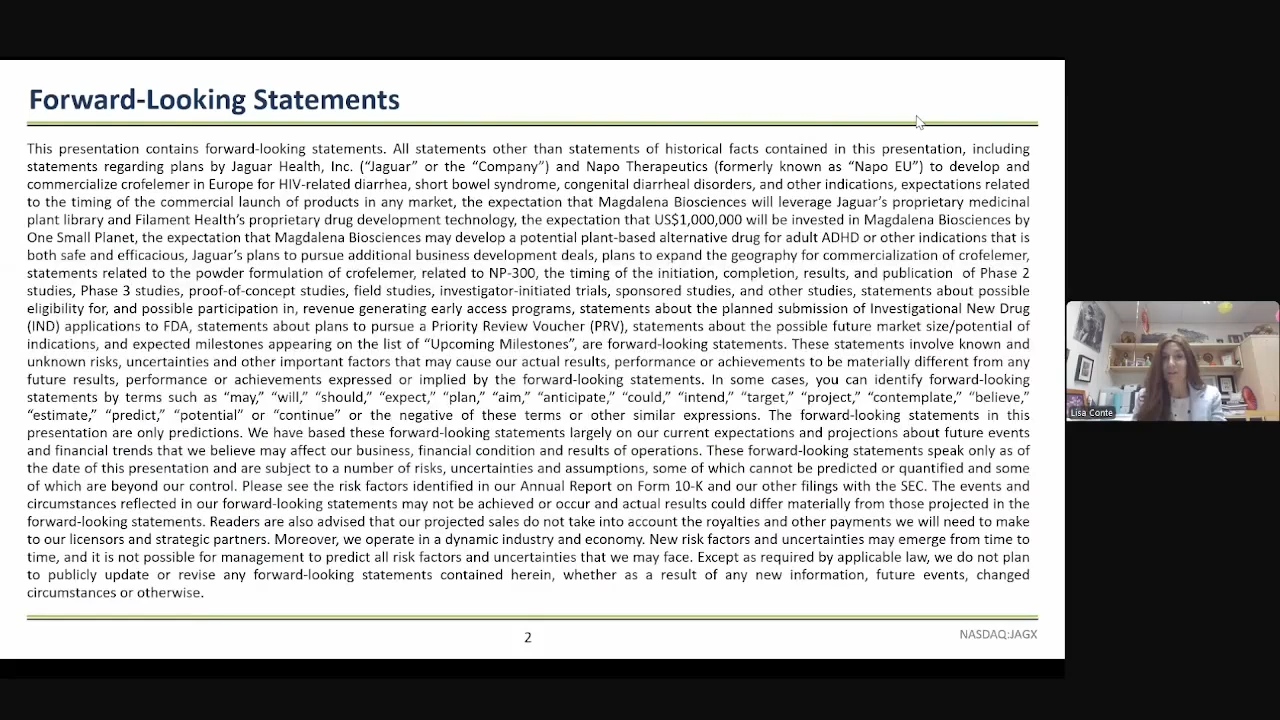 Forward-Looking Statements
This presentation contains forward-looking statements. All statements other than statements of historical facts contained in this presentation, including
statements regarding plans by Jaguar Health, Inc. (“Jaguar” or the “Company”) and Napo Therapeutics (formerly known as “Napo EU”) to develop and
commercialize crofelemer in Europe for HIV-related diarrhea, short bowel syndrome, congenital diarrheal disorders, and other indications, expectations related
to the timing of the commercial launch of products in any market, the expectation that Magdalena Biosciences will leverage Jaguar’s proprietary medicinal
plant library and Filament Health’s proprietary drug development technology, the expectation that US$1,000,000 will be invested in Magdalena Biosciences by
One Small Planet, the expectation that Magdalena Biosciences may develop a potential plant-based alternative drug for adult ADHD or other indications that is
both safe and efficacious, Jaguar’s plans to pursue additional business development deals, plans to expand the geography for commercialization of crofelemer,
statements related to the powder formulation of crofelemer, related to NP-300, the timing of the initiation, completion, results, and publication of Phase 2
studies, Phase 3 studies, proof-of-concept studies, field studies, investigator-initiated trials, sponsored studies, and other studies, statements about possible
eligibility for, and possible participation in, revenue generating early access programs, statements about the planned submission of Investigational New Drug
(IND) applications to FDA, statements about plans to pursue a Priority Review Voucher (PRV), statements about the possible future market size/potential of
indications, and expected milestones appearing on the list of “Upcoming Milestones”, are forward-looking statements. These statements involve known and
unknown risks, uncertainties and other important factors that may cause our actual results, performance or achievements to be materially different from any
future results, performance or achievements expressed or implied by the forward-looking statements. In some cases, you can identify forward-looking
statements by terms such as “may,” “will,” “should,” “expect,” “plan,” “aim,” “anticipate,” “could,” “intend,” “target,” “project,” “contemplate,” “believe,”
“estimate,” “predict,” “potential” or “continue” or the negative of these terms or other similar expressions. The forward-looking statements in this
presentation are only predictions. We have based these forward-looking statements largely on our current expectations and projections about future events
and financial trends that we believe may affect our business, financial condition and results of operations. These forward-looking statements speak only as of
the date of this presentation and are subject to a number of risks, uncertainties and assumptions, some of which cannot be predicted or quantified and some
of which are beyond our control. Please see the risk factors identified in our Annual Report on Form 10-K and our other filings with the SEC. The events and
circumstances reflected in our forward-looking statements may not be achieved or occur and actual results could differ materially from those projected in the
forward-looking statements. Readers are also advised that our projected sales do not take into account the royalties and other payments we will need to make
to our licensors and strategic partners. Moreover, we operate in a dynamic industry and economy. New risk factors and uncertainties may emerge from time to
time, and it is not possible for management to predict all risk factors and uncertainties that we may face. Except as required by applicable law, we do not plan
to publicly update or revise any forward-looking statements contained herein, whether as a result of any new information, future events, changed
circumstances or otherwise.
2
NASDAQ:JAGX
Lisa Conte